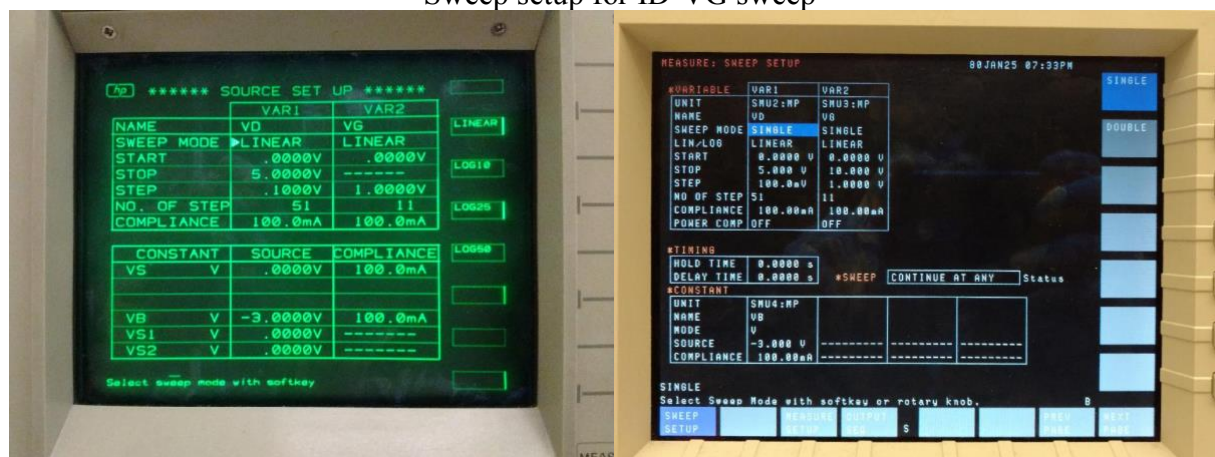 Sweep setup for ID-VG sweep
hp ****** SOURCE SET UP ******
VAR1 VAR2
NAME VD VG
SWEEP MODE LINEAR LINEAR
START .0000V .0000V
STOP 5.0000V ------
STEP .1000V 1.0000V
NO. OF STEP 51 11
COMPLIANCE 100.0mA 100.0mA
CONSTANT SOURCE COMPLIANCE
VS V .0000V 100.0mA
VB V -3.0000V 100.0mA
VS1 V .0000V -------
VS2 V .0000V -------
Select sweep mode with softkey
LINEAR
LOG10
LOG25
LOG50
MEASURE: SWEEP SETUP 80JAN25 07:33PM
*VARIABLE VAR1 VAR2
UNIT SMU2:MP SMU3:MP
NAME VD VG
SWEEP MODE SINGLE SINGLE
LIN/LOG LINEAR LINEAR
START 0.0000 V 0.0000 V
STOP 5.000 V 10.000 V
STEP 100.0mV 1.0000 V
NO OF STEP 51 11
COMPLIANCE 100.00mA 100.00mA
POWER COMP OFF OFF
*TIMING
HOLD TIME 0.0000 s
DELAY TIME 0.0000 s *SWEEP CONTINUE AT ANY Status
*CONSTANT
UNIT SMU4:MP
NAME VB
MODE V
SOURCE -3.000 V --------- --------- ---------
COMPLIANCE 100.00mA --------- --------- ---------
SINGLE
Select Sweep Mode with softkey or rotary knob. B
SWEEP SETUP
MEASURE SETUP
OUTPUT SEQ
S
PREV PAGE
NEXT PAGE
SINGLE
DOUBLE